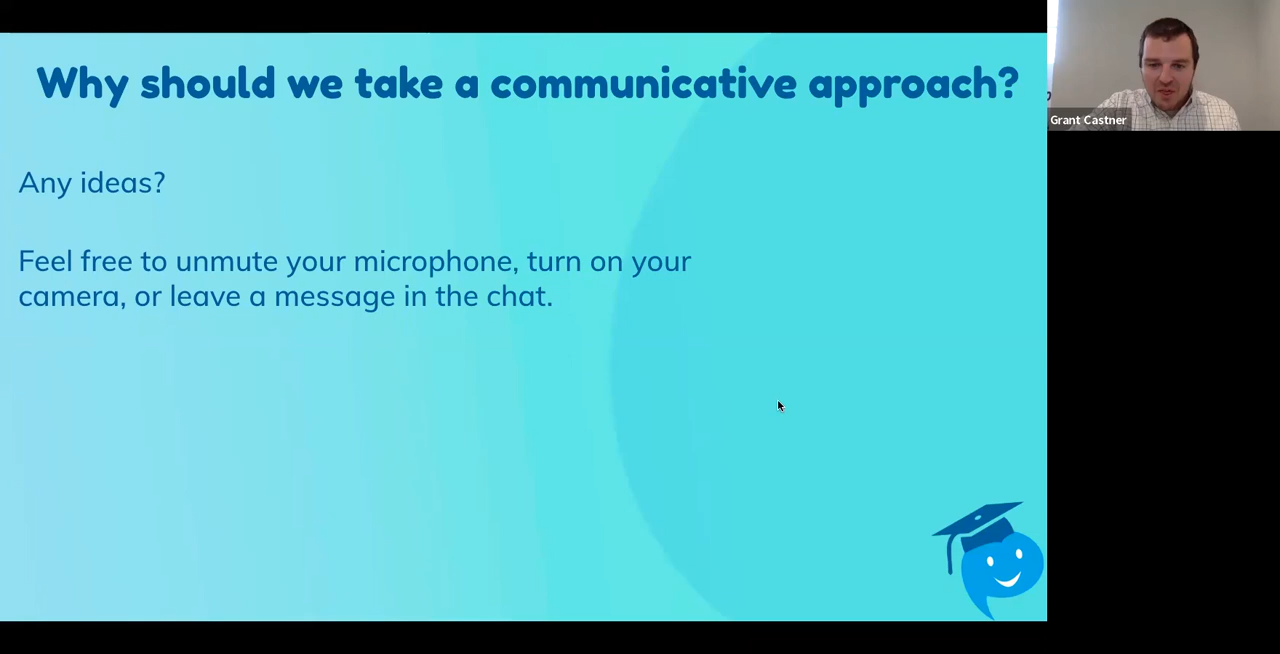 Why should we take a communicative approach?
Grant Castner
Any ideas?
Feel free to unmute your microphone, turn on your
camera, or leave a message in the chat.